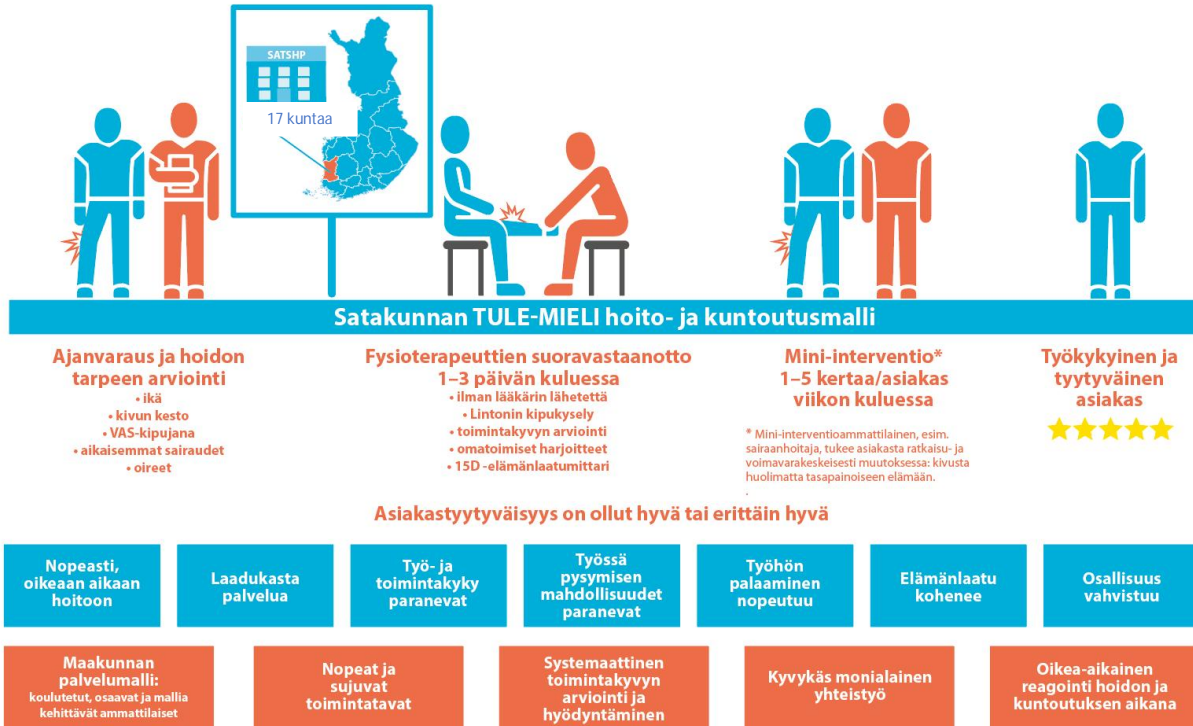 SATSHP
17 kuntaa
Satakunnan TULE-MIELI hoito- ja kuntoutusmalli
Ajanvaraus ja hoidon
tarpeen arviointi
• ikä
• kivun kesto
• VAS-kipujana
• aikaisemmat sairaudet
• oireet
Fysioterapeuttien suoravastaanotto
1–3 päivän kuluessa
• ilman lääkärin lähetettä
• Lintonin kipukysely
• toimintakyvyn arviointi
• omatoimiset harjoitteet
• 15D -elämänlaatumittari
Mini-interventio*
1–5 kertaa/asiakas
viikon kuluessa
* Mini-interventioammattilainen, esim.
sairaanhoitaja, tukee asiakasta ratkaisu- ja
voimavarakeskeisesti muutoksessa: kivusta
huolimatta tasapainoiseen elämään.
.
Työkykyinen ja
tyytyväinen
asiakas
Asiakastyytyväisyys on ollut hyvä tai erittäin hyvä
Nopeasti,
oikeaan aikaan
hoitoon
Laadukasta
palvelua
Työ- ja
toimintakyky
paranevat
Työssä
pysymisen
mahdollisuudet
paranevat
Työhön
palaaminen
nopeutuu
Elämänlaatu
kohenee
Osallisuus
vahvistuu
Maakunnan
palvelumalli:
koulutetut, osaavat ja mallia
kehittävät ammattilaiset
Nopeat ja
sujuvat
toimintatavat
Systemaattinen
toimintakyvyn
arviointi ja
hyödyntäminen
Kyvykäs monialainen
yhteistyö
Oikea-aikainen
reagointi hoidon ja
kuntoutuksen aikana